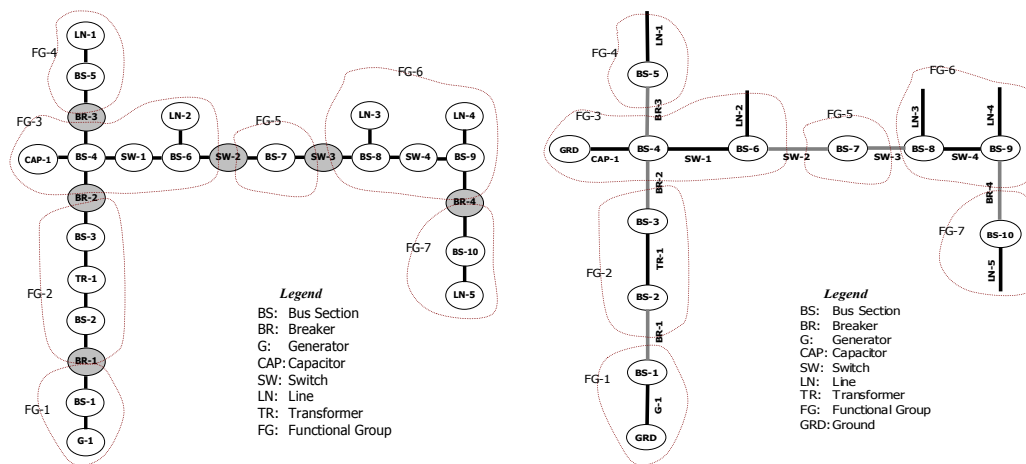 LN-1
FG-4
BS-5
FG-3
BR-3
LN-2
FG-5
LN-3
FG-6
LN-4
CAP-1
BS-4
SW-1
BS-6
SW-2
BS-7
SW-3
BS-8
SW-4
BS-9
BR-2
BR-4
BS-3
FG-7
BS-10
FG-2
TR-1
LN-5
BS-2
BR-1
FG-1
BS-1
G-1
Legend
BS: Bus Section
BR: Breaker
G: Generator
CAP: Capacitor
SW: Switch
LN: Line
TR: Transformer
FG: Functional Group
LN-1
FG-4
BS-5
FG-3
BR-3
LN-2
FG-5
LN-3
FG-6
LN-4
GRD
CAP-1
BS-4
SW-1
BS-6
SW-2
BS-7
SW-3
BS-8
SW-4
BS-9
BR-2
BR-4
BS-3
FG-7
BS-10
FG-2
TR-1
LN-5
BS-2
BR-1
FG-1
BS-1
G-1
GRD
Legend
BS: Bus Section
BR: Breaker
G: Generator
CAP: Capacitor
SW: Switch
LN: Line
TR: Transformer
FG: Functional Group
GRD: Ground